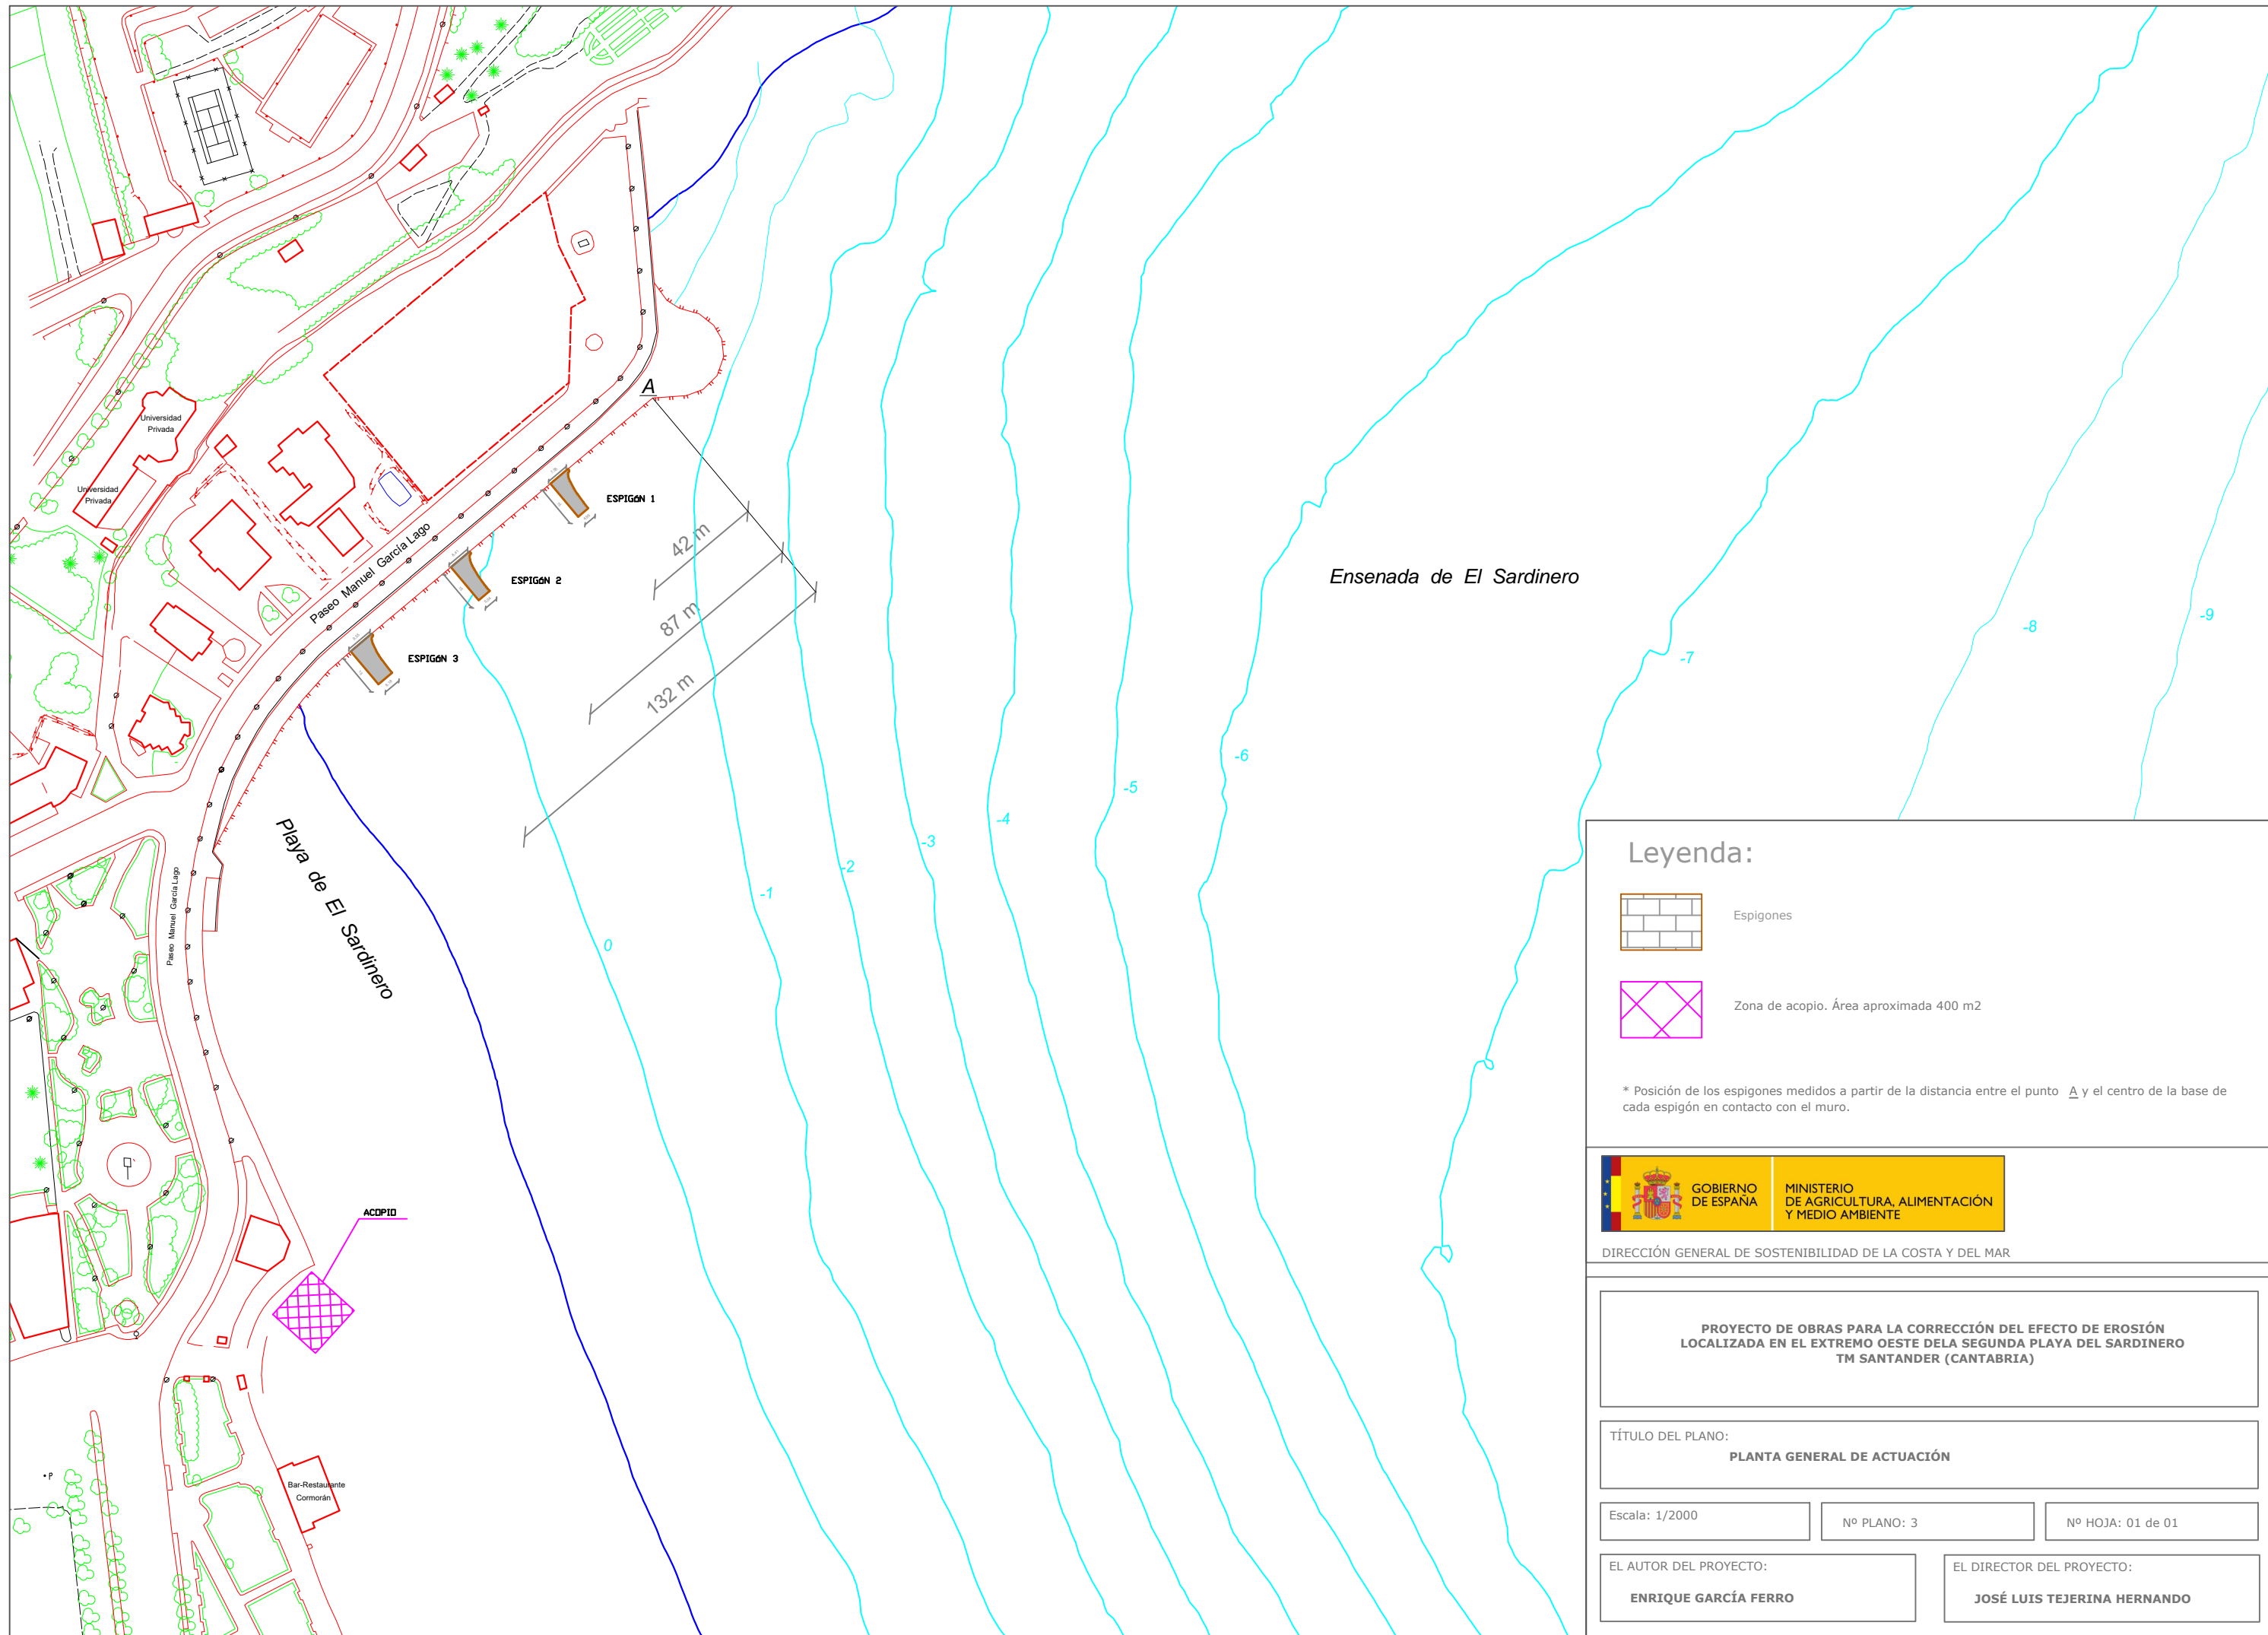 A
Universidad
Privada
Universidad
Privada
ESPIGóN 1
ESPIGóN 2
ESPIGóN 3
42 m
87 m
132 m
Paseo Manuel García Lago
Ensenada de El Sardinero
Playa de El Sardinero
Paseo Manuel García Lago
0
-1
-2
-3
-4
-5
-6
-7
-8
-9
ACOPIO
P
Bar-Restaurante
Cormorán
Leyenda:
Espigones
Zona de acopio. Área aproximada 400 m2
* Posición de los espigones medidos a partir de la distancia entre el punto A y el centro de la base de
cada espigón en contacto con el muro.
GOBIERNO
DE ESPAÑA
MINISTERIO
DE AGRICULTURA, ALIMENTACIÓN
Y MEDIO AMBIENTE
DIRECCIÓN GENERAL DE SOSTENIBILIDAD DE LA COSTA Y DEL MAR
PROYECTO DE OBRAS PARA LA CORRECCIÓN DEL EFECTO DE EROSIÓN
LOCALIZADA EN EL EXTREMO OESTE DELA SEGUNDA PLAYA DEL SARDINERO
TM SANTANDER (CANTABRIA)
TÍTULO DEL PLANO:
PLANTA GENERAL DE ACTUACIÓN
Escala: 1/2000
Nº PLANO: 3
Nº HOJA: 01 de 01
EL AUTOR DEL PROYECTO:
ENRIQUE GARCÍA FERRO
EL DIRECTOR DEL PROYECTO:
JOSÉ LUIS TEJERINA HERNANDO